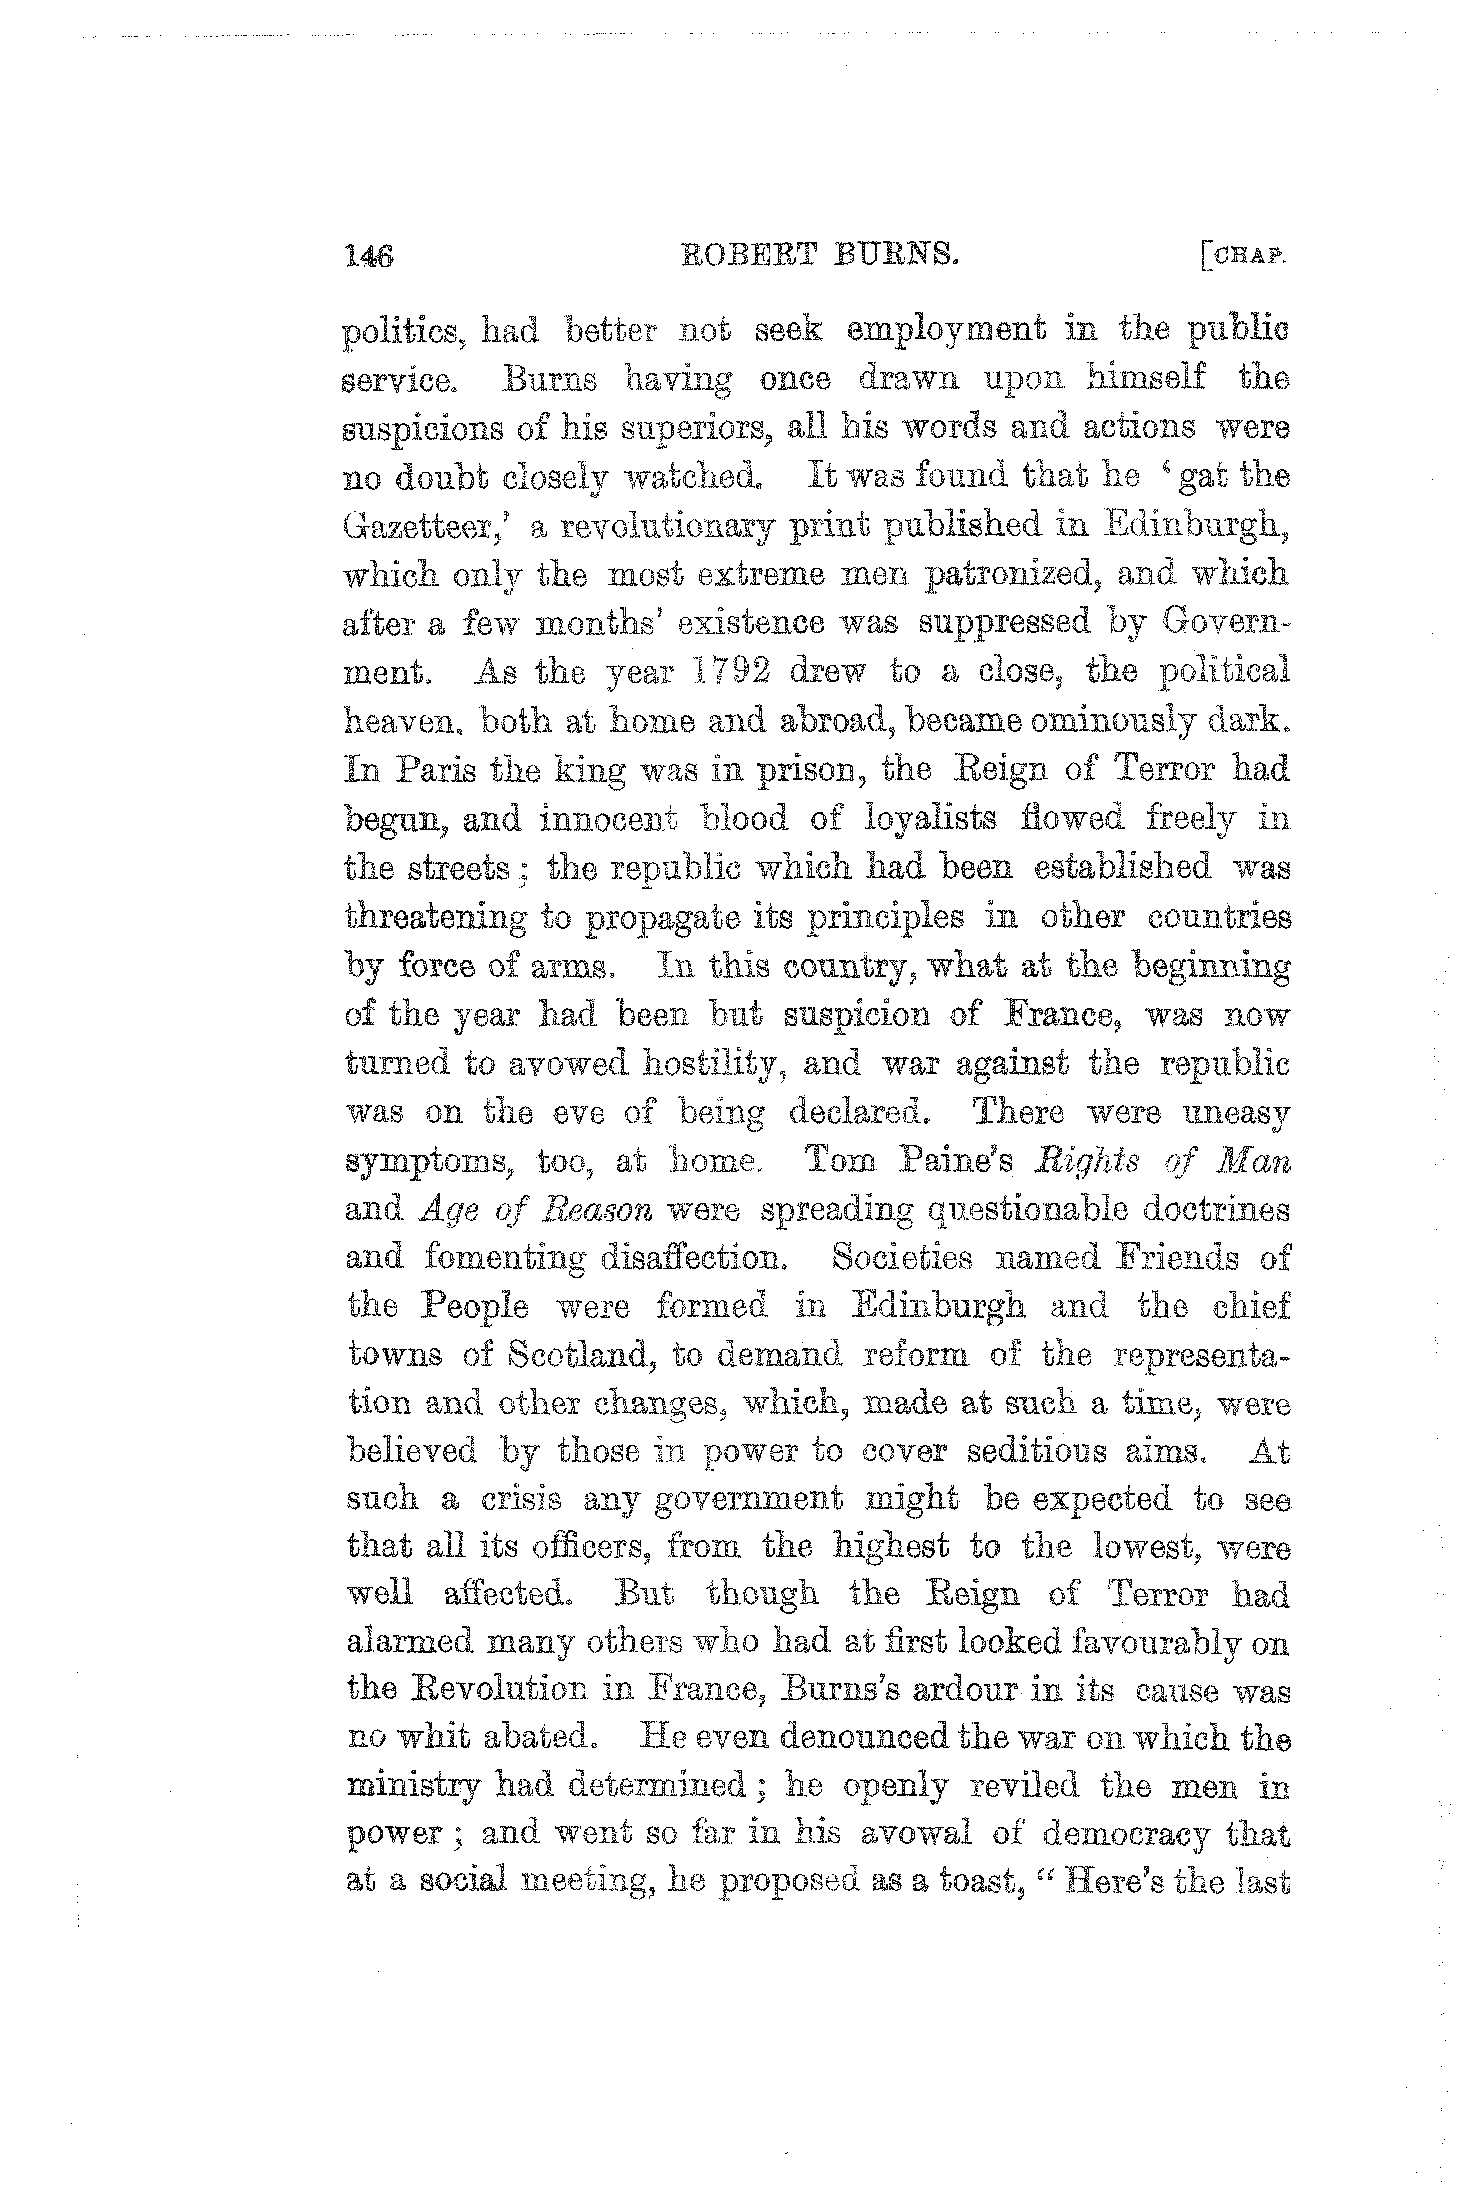 146 ROBERT BURNS. [CHAP.
politics, had better not seek employment in the public
service. Burns having once drawn upon himself the
suspicions of his superiors, all his words and actions were
no doubt closely watched. It was found that he ‘gat the
Gazetteer,’ a revolutionary print published in Edinburgh,
which only the most extreme men patronized, and which
after a few months’ existence was suppressed by Govern-
ment. As the year 1792 drew to a close, the political
heaven, both at home and abroad, became ominously dark.
In Paris the king was in prison, the Reign of Terror had
begun, and innocent blood of loyalists flowed freely in
the streets; the republic which had been established was
threatening to propagate its principles in other countries
by force of arms. In this country, what at the beginning
of the year had been but suspicion of France, was now
turned to avowed hostility, and war against the republic
was on the eve of being declared. There were uneasy
symptoms, too, at home. Tom Paine’s Rights of Man
and Age of Reason were spreading questionable doctrines
and fomenting disaffection. Societies named Friends of
the People were formed in Edinburgh and the chief
towns of Scotland, to demand reform of the representa-
tion and other changes, which, made at such a time, were
believed by those in power to cover seditious aims. At
such a crisis any government might be expected to see
that all its officers, from the highest to the lowest, were
well affected. But though the Reign of Terror had
alarmed many others who had at first looked favourably on
the Revolution in France, Burns’s ardour in its cause was
no whit abated. He even denounced the war on which the
ministry had determined; he openly reviled the men in
power; and went so far in his avowal of democracy that
at a social meeting, he proposed as a toast, “Here’s the last